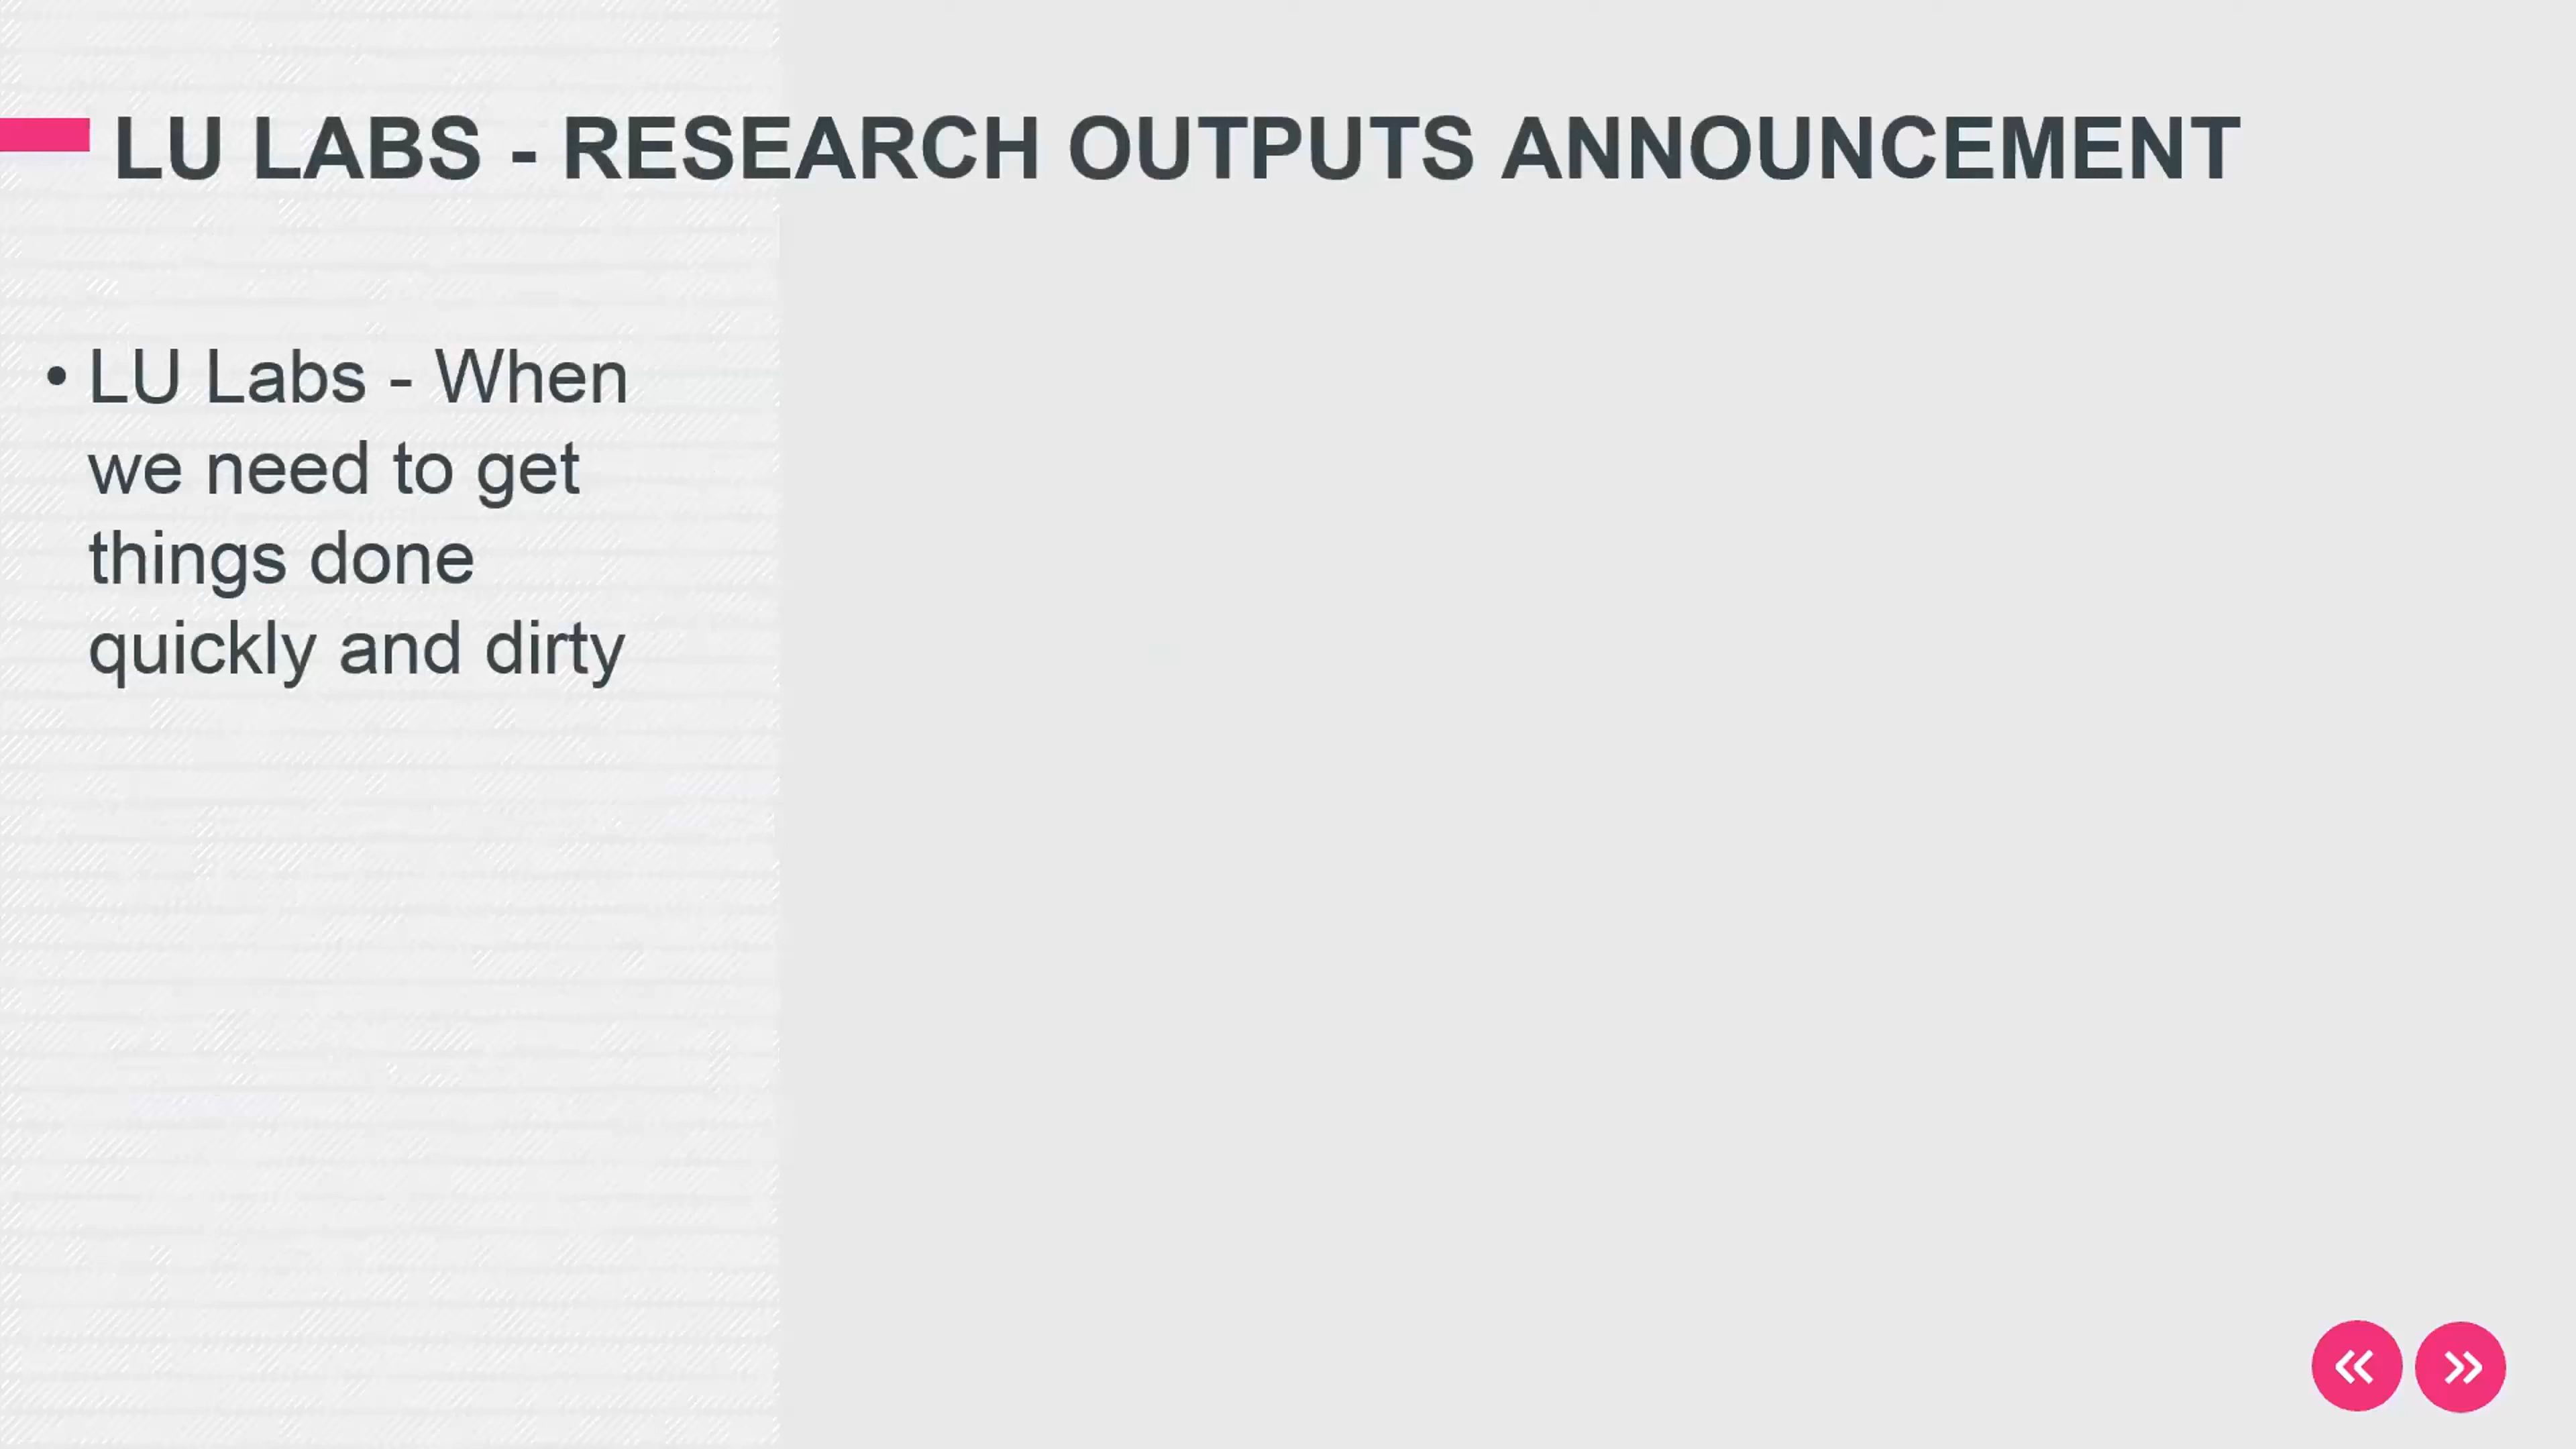 LU LABS - RESEARCH OUTPUTS ANNOUNCEMENT
• LU Labs - When
we need to get
things done
quickly and dirty